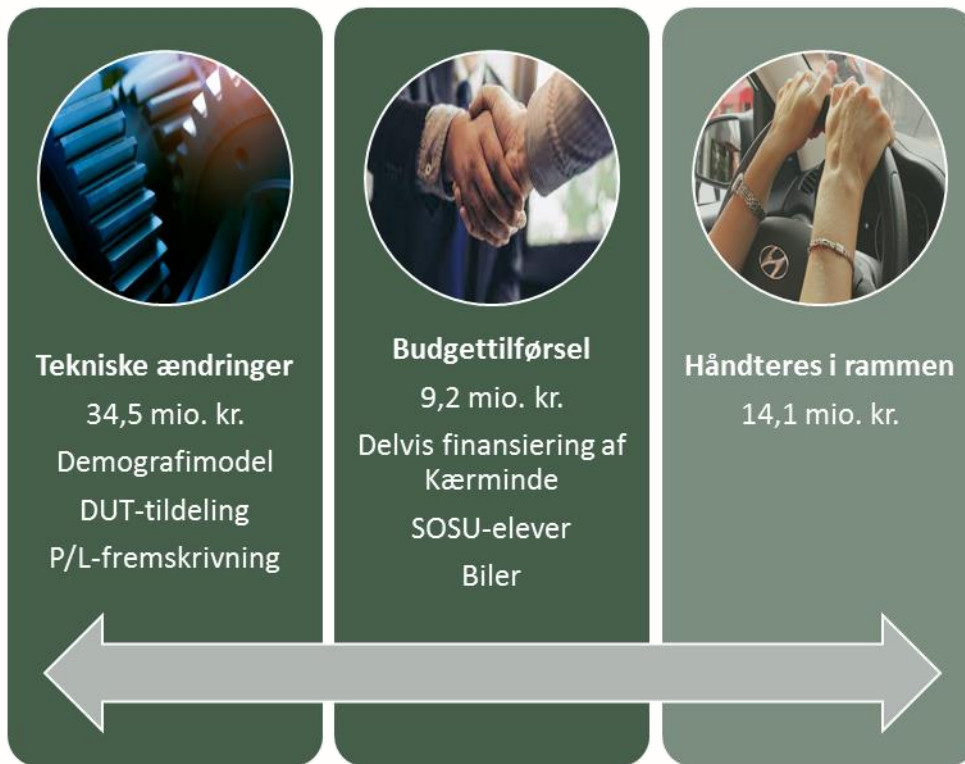 Tekniske ændringer
34,5 mio. kr.
Demografimodel
DUT-tildeling
P/L-fremskrivning
Budgettilførsel
9,2 mio. kr.
Delvis finansiering af
Kærminde
SOSU-elever
Biler
Håndteres i rammen
14,1 mio. kr.